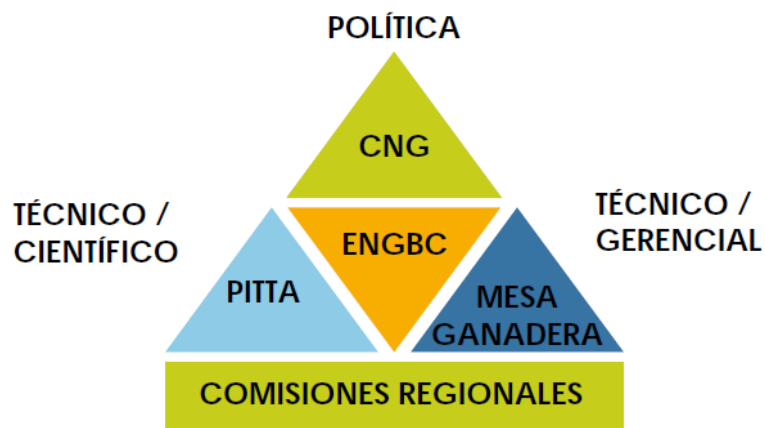 POLÍTICA
CNG
TÉCNICO /
CIENTÍFICO
TÉCNICO /
GERENCIAL
ENGBC
PITTA
MESA
GANADERA
COMISIONES REGIONALES